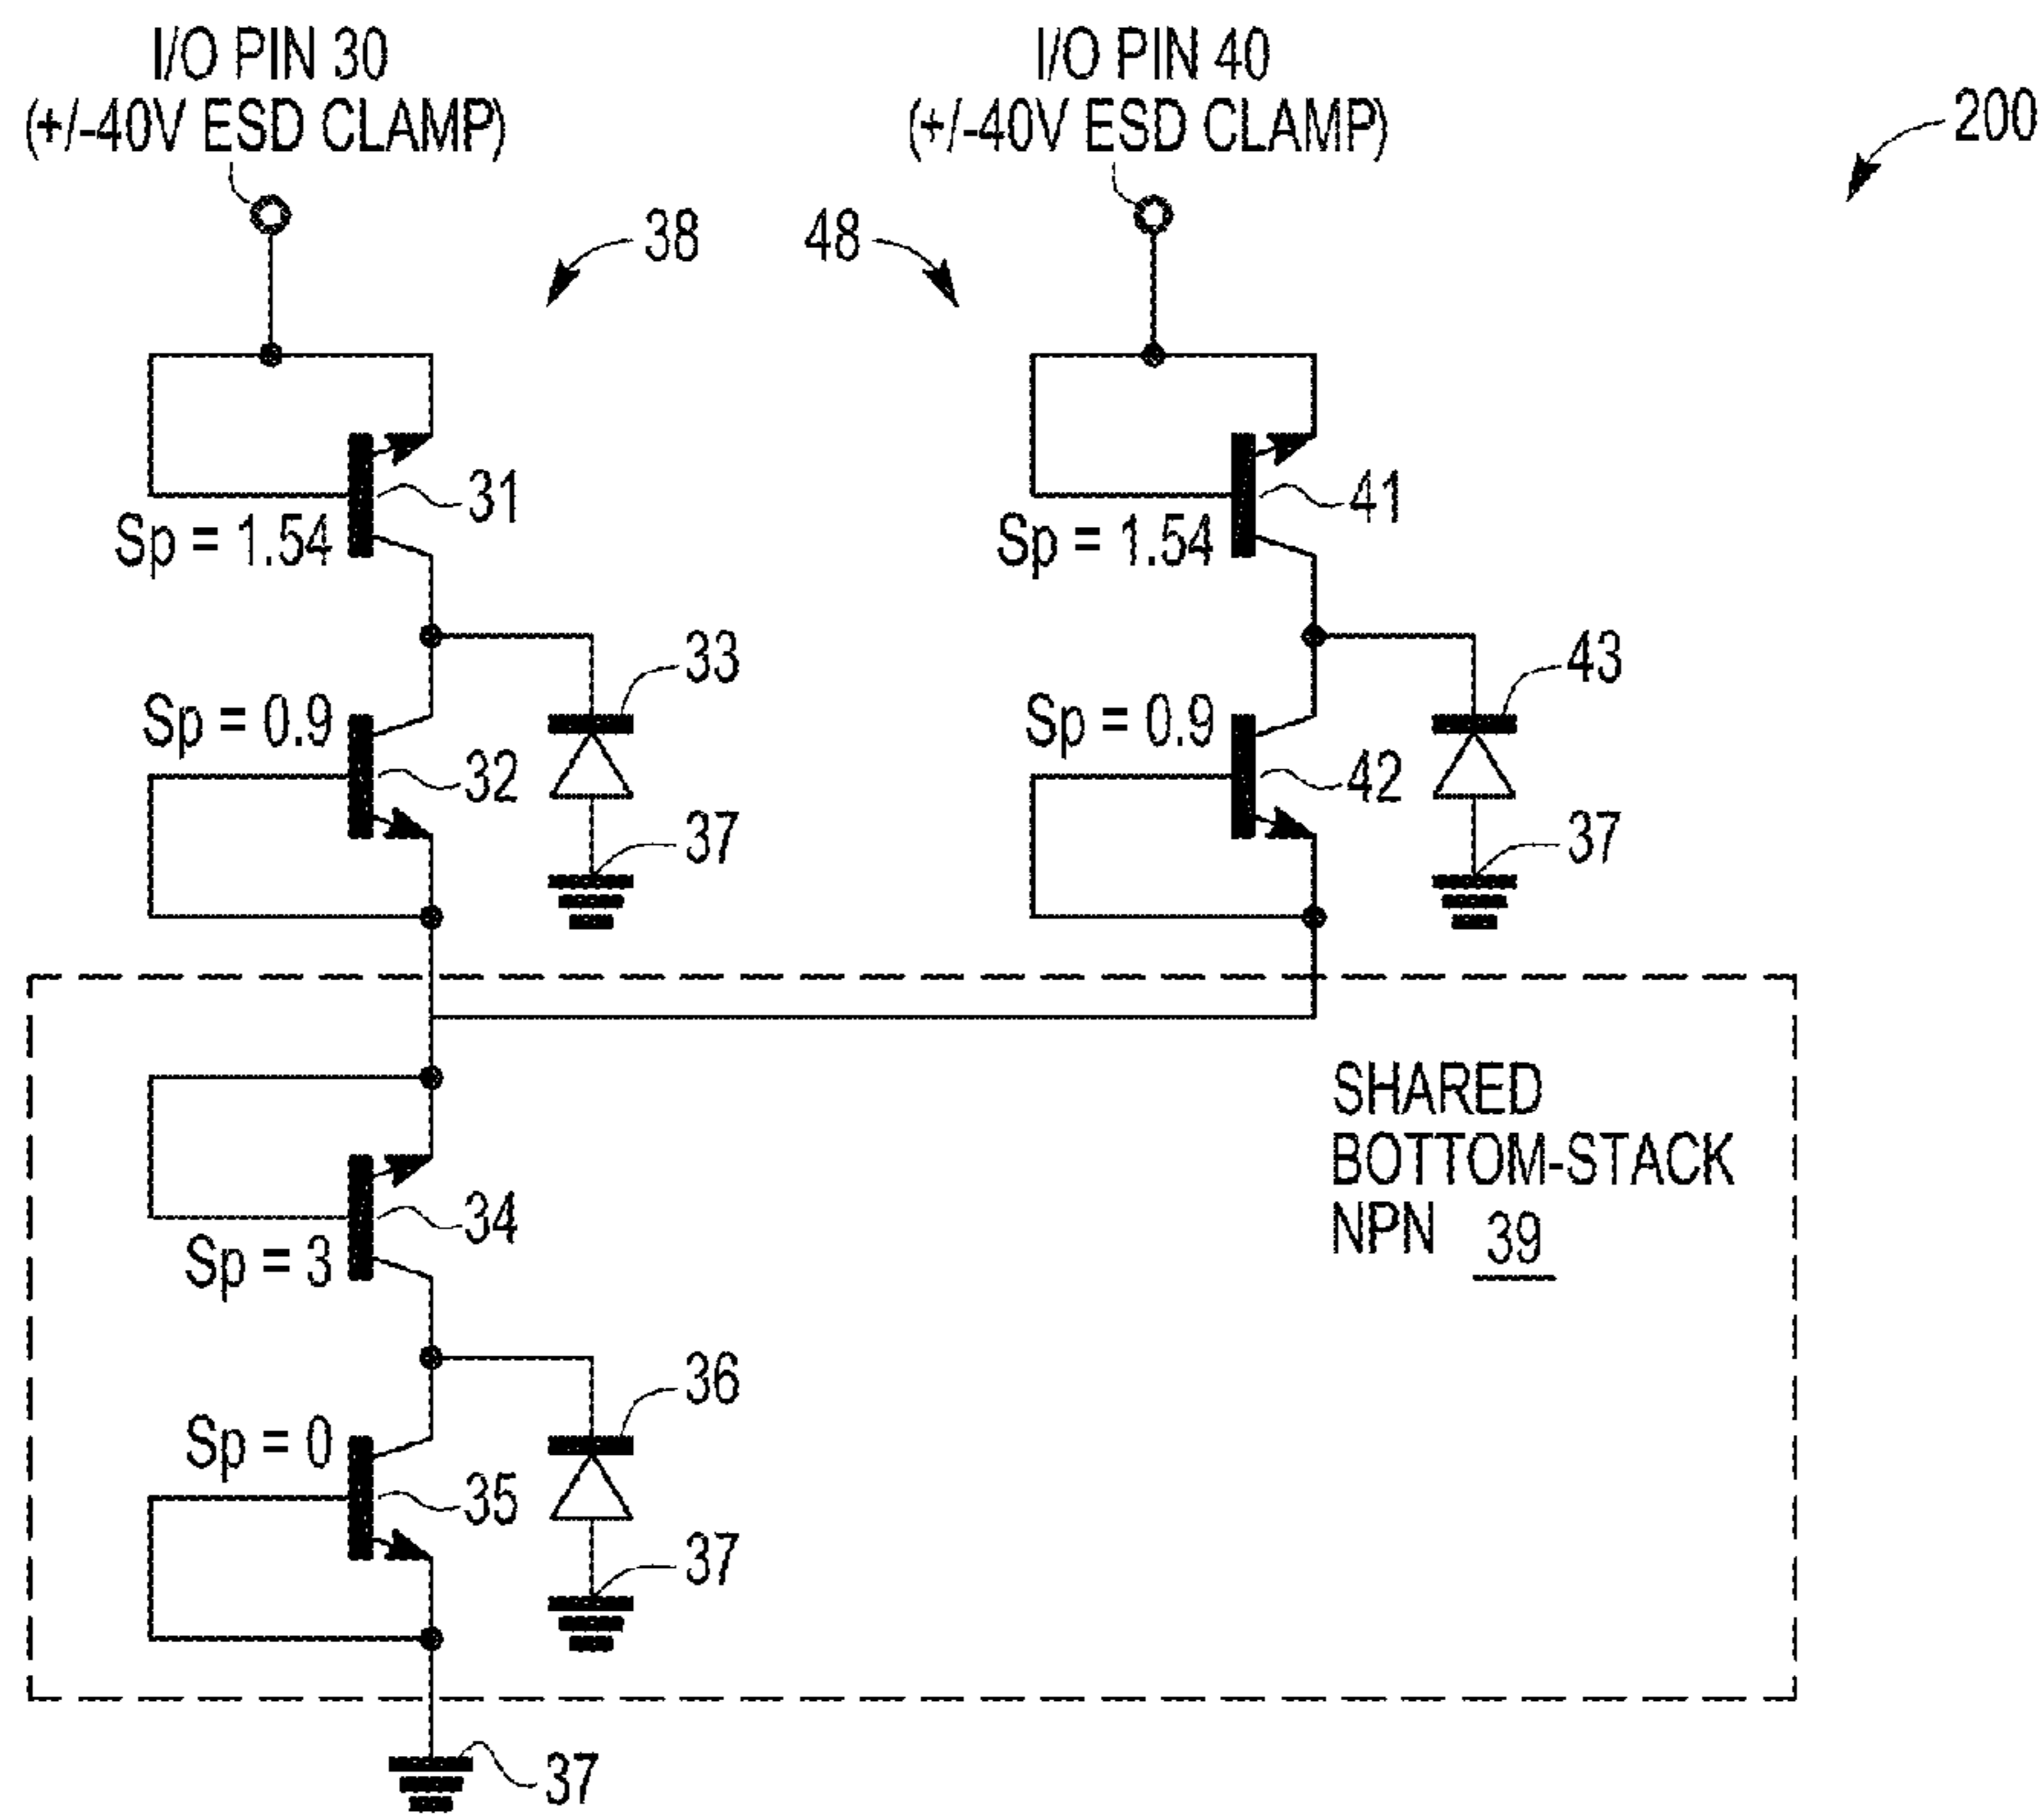 I/O PIN 30
(+/-40V ESD CLAMP)
I/O PIN 40
(+/-40V ESD CLAMP)
200
38
48
31
Sp = 1.54
41
Sp = 1.54
33
43
Sp = 0.9
32
Sp = 0.9
42
37
37
SHARED
BOTTOM-STACK
NPN 39
34
Sp = 3
36
Sp = 0
35
37
37